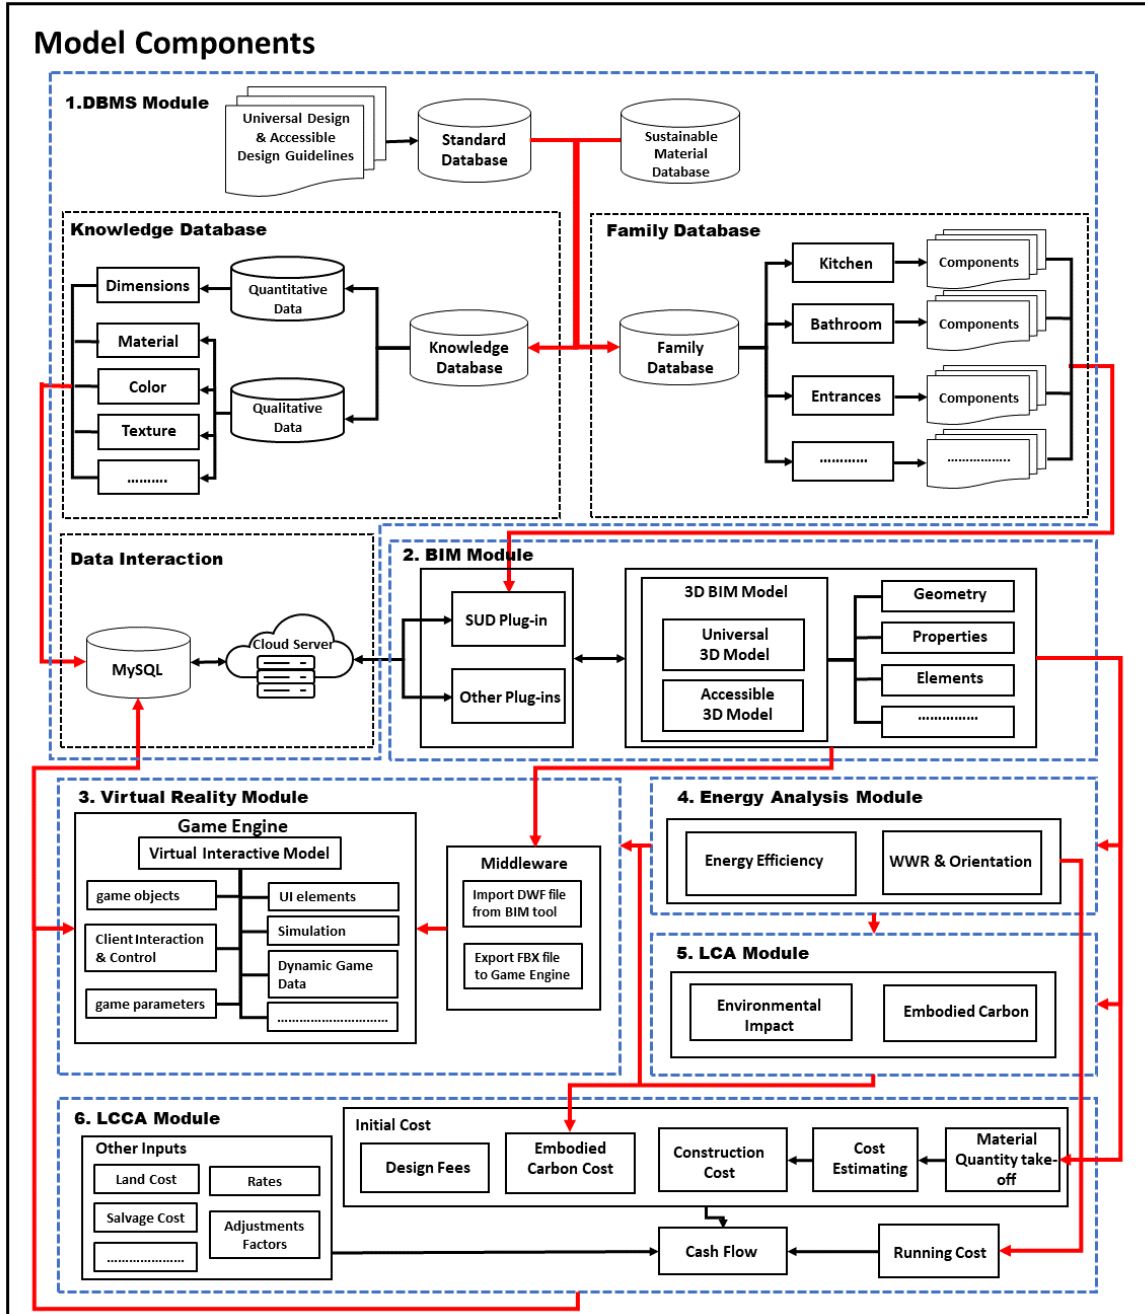 Model Components
1.DBMS Module
Universal Design
& Accessible
Design Guidelines
Standard
Database
Sustainable
Material
Database
Knowledge Database
Dimensions
Quantitative
Data
Material
Color
Texture
..........
Qualitative
Data
Knowledge
Database
Family Database
Family
Database
Kitchen
Components
Bathroom
Components
Entrances
Components
.............
................
Data Interaction
MySQL
Cloud Server
2. BIM Module
SUD Plug-in
Other Plug-ins
3D BIM Model
Universal
3D Model
Accessible
3D Model
Geometry
Properties
Elements
...............
3. Virtual Reality Module
Game Engine
Virtual Interactive Model
game objects
UI elements
Simulation
Client Interaction
& Control
Dynamic Game
Data
game parameters
..............................
Middleware
Import DWF file
from BIM tool
Export FBX file
to Game Engine
4. Energy Analysis Module
Energy Efficiency
WWR & Orientation
5. LCA Module
Environmental
Impact
Embodied Carbon
6. LCCA Module
Other Inputs
Land Cost
Rates
Salvage Cost
Adjustments
Factors
.....................
Initial Cost
Design Fees
Embodied
Carbon Cost
Construction
Cost
Cost
Estimating
Material
Quantity take-
off
Cash Flow
Running Cost